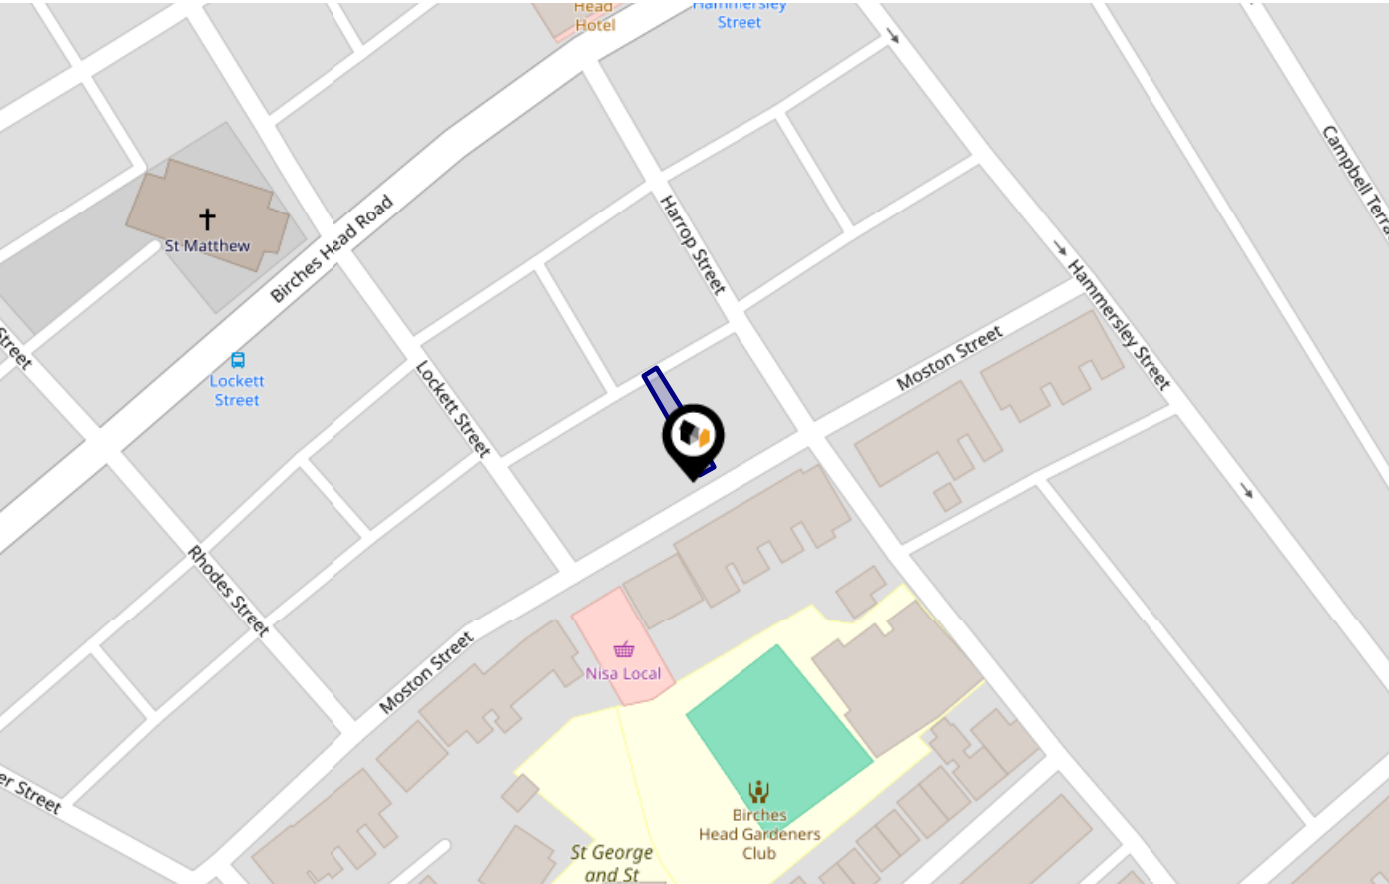 Head
Hotel
Hammersley
Street
Campbell Terra
St Matthew
Birches Head Road
Harrop Street
Hammersley Street
Street
Lockett
Street
Lockett Street
Moston Street
Rhodes Street
Moston Street
Nisa Local
er Street
Birches
Head Gardeners
Club
St George
and St